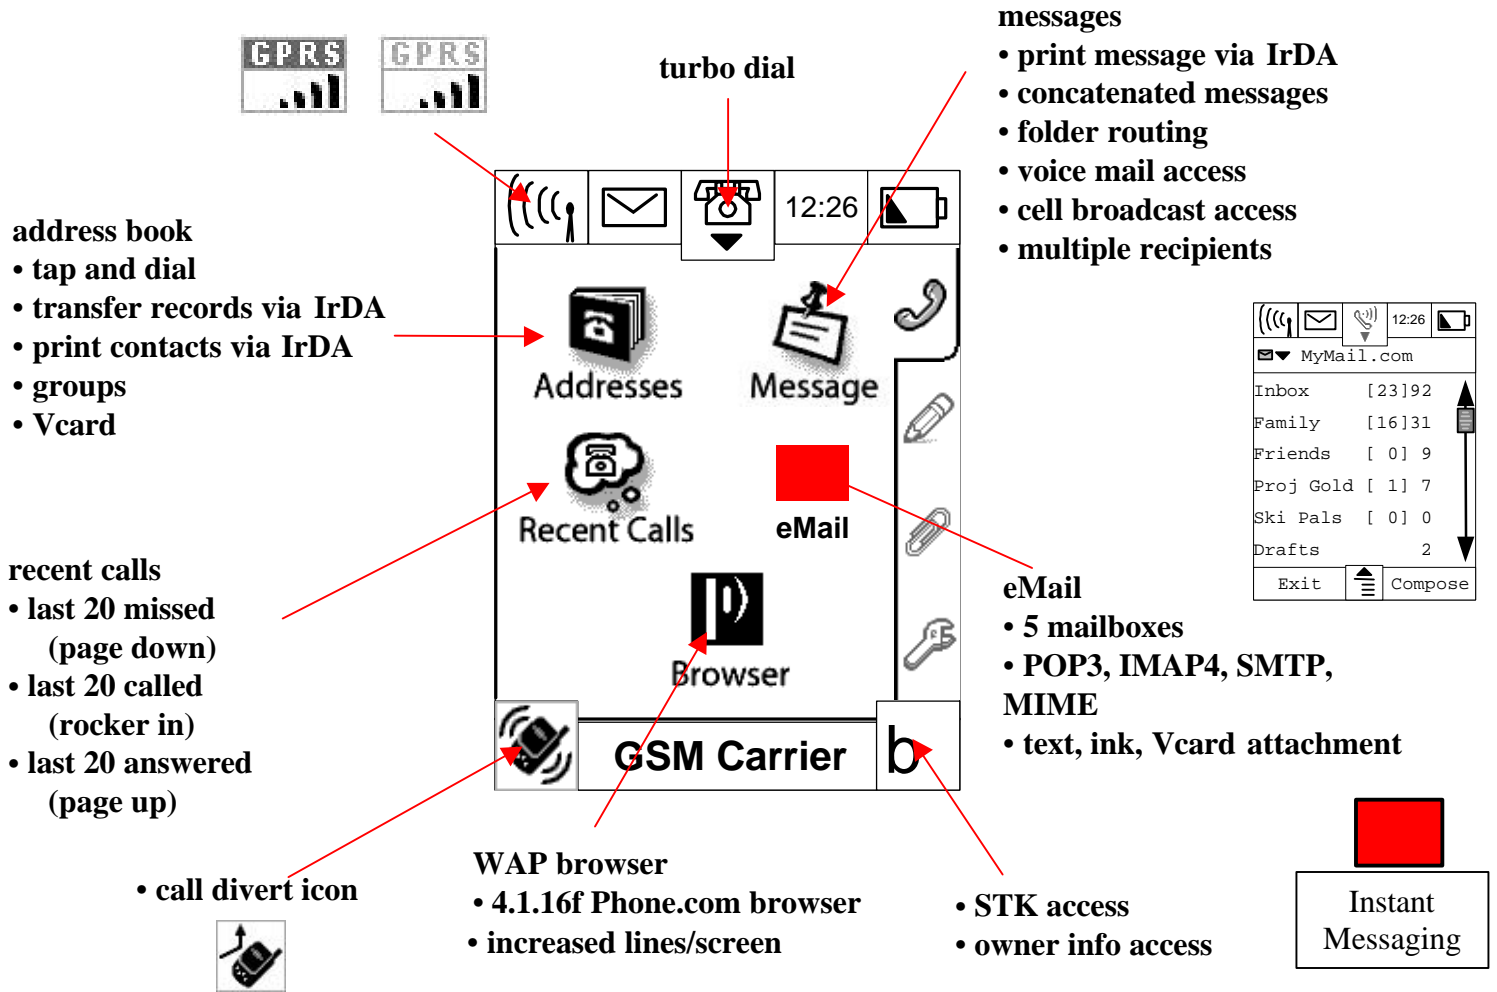 GPRS
GPRS
turbo dial
messages
• print message via IrDA
• concatenated messages
• folder routing
• voice mail access
• cell broadcast access
• multiple recipients
address book
• tap and dial
• transfer records via IrDA
• print contacts via IrDA
• groups
• Vcard
12:26
Addresses
Message
Recent Calls
eMail
Browser
GSM Carrier
b
12:26
MyMail.com
Inbox [23]92
Family [16]31
Friends [ 0] 9
Proj Gold [ 1] 7
Ski Pals [ 0] 0
Drafts 2
Exit
Compose
recent calls
• last 20 missed
(page down)
• last 20 called
(rocker in)
• last 20 answered
(page up)
eMail
• 5 mailboxes
• POP3, IMAP4, SMTP,
MIME
• text, ink, Vcard attachment
• call divert icon
WAP browser
• 4.1.16f Phone.com browser
• increased lines/screen
• STK access
• owner info access
Instant
Messaging